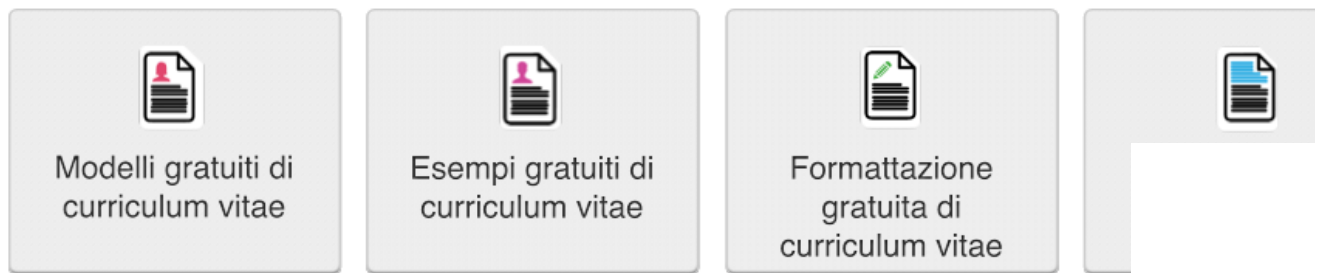 Modelli gratuiti di
curriculum vitae
Esempi gratuiti di
curriculum vitae
Formattazione
gratuita di
curriculum vitae